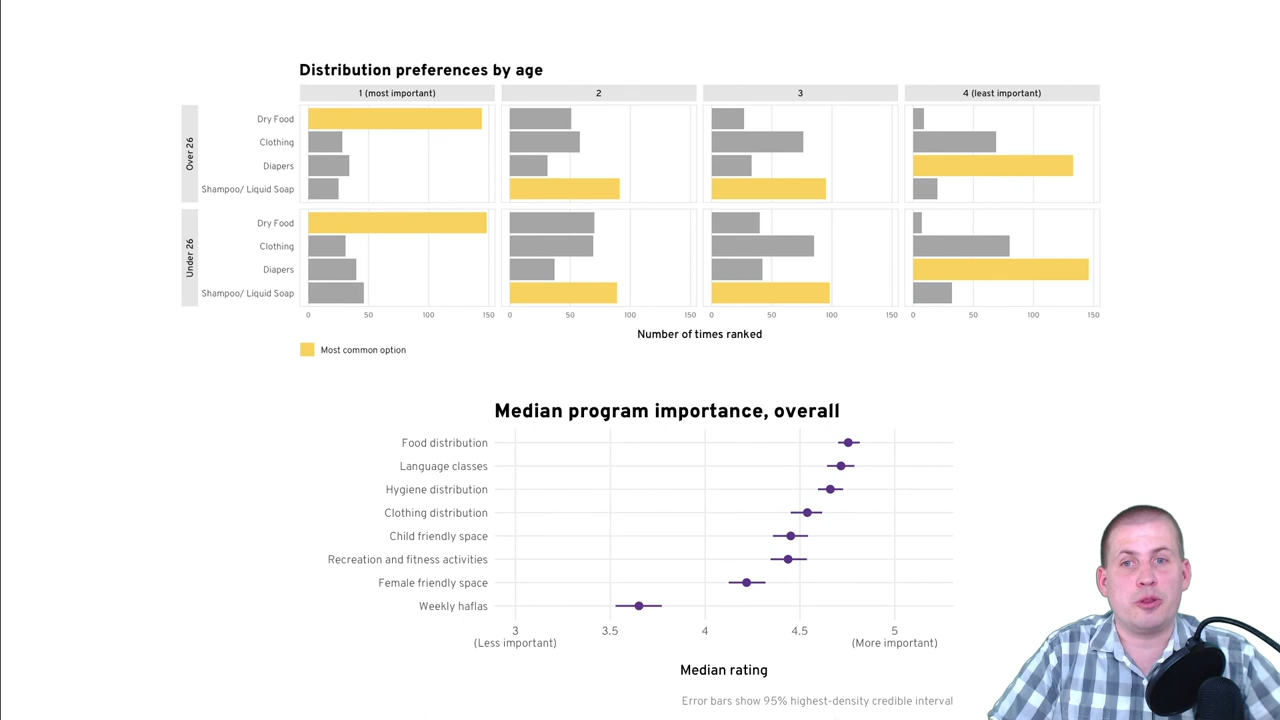 Distribution preferences by age
1 (most important) 2 3 4 (least important)
Over 26
Dry Food
Clothing
Diapers
Shampoo/ Liquid Soap
Under 26
Dry Food
Clothing
Diapers
Shampoo/ Liquid Soap
0 50 100 150 0 50 100 150 0 50 100 150 0 50 100 150
Number of times ranked
Most common option
Median program importance, overall
Food distribution
Language classes
Hygiene distribution
Clothing distribution
Child friendly space
Recreation and fitness activities
Female friendly space
Weekly haflas
3 3.5 4 4.5 5
(Less important) (More important)
Median rating
Error bars show 95% highest-density credible interval